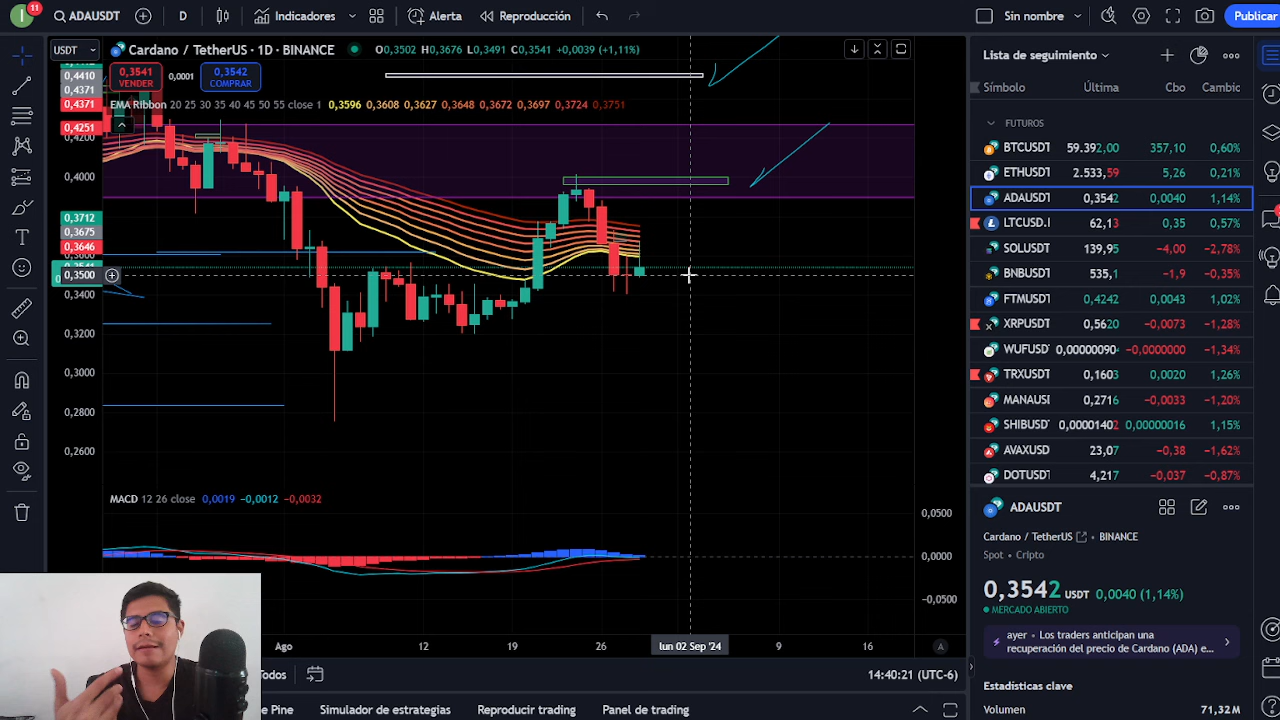 I 11 ADAUSDT D Indicadores Alerta Reproducción Sin nombre Publicar
USDT Cardano / TetherUS · 1D · BINANCE O0,3502 H0,3676 L0,3491 C0,3541 +0,0039 (+1,11%)
0,3541 VENDER 0,0001 0,3542 COMPRAR
EMA Ribbon 20 25 30 35 40 45 50 55 close 1 0,3596 0,3608 0,3627 0,3648 0,3672 0,3697 0,3724 0,3751
0,4410
0,4371
0,4371
0,4251
0,4200
0,4000
0,3712
0,3675
0,3646
0,3500
0,3400
0,3200
0,3000
0,2800
0,2600
MACD 12 26 close 0,0019 −0,0012 −0,0032
0,0500
0,0000
−0,0500
Ago 12 19 26 lun 02 Sep '24 9 16 A
Todos 14:40:21 (UTC-6)
de Pine Simulador de estrategias Reproducir trading Panel de trading
Lista de seguimiento
Símbolo Última Cbo Cambic
FUTUROS
BTCUSDT 59.392,00 357,10 0,60%
ETHUSDT 2.533,59 5,26 0,21%
ADAUSDT 0,3542 0,0040 1,14%
LTCUSD.I 62,13 0,35 0,57%
SOLUSDT 139,95 −4,00 −2,78%
BNBUSDT 535,1 −1,9 −0,35%
FTMUSDT 0,4242 0,0043 1,02%
XRPUSDT 0,5620 −0,0073 −1,28%
WUFUSD 0,00000090 −0,0000000 −1,34%
TRXUSDT 0,1603 0,0020 1,26%
MANAUSI 0,2716 −0,0033 −1,20%
SHIBUSD 0,00001402 0,00000016 1,15%
AVAXUSD 23,07 −0,38 −1,62%
DOTUSDT 4,217 −0,037 −0,87%
ADAUSDT
Cardano / TetherUS · BINANCE
Spot · Cripto
0,3542 USDT 0,0040 (1,14%)
MERCADO ABIERTO
ayer · Los traders anticipan una
recuperación del precio de Cardano (ADA) e...
Estadísticas clave
Volumen 71,32M